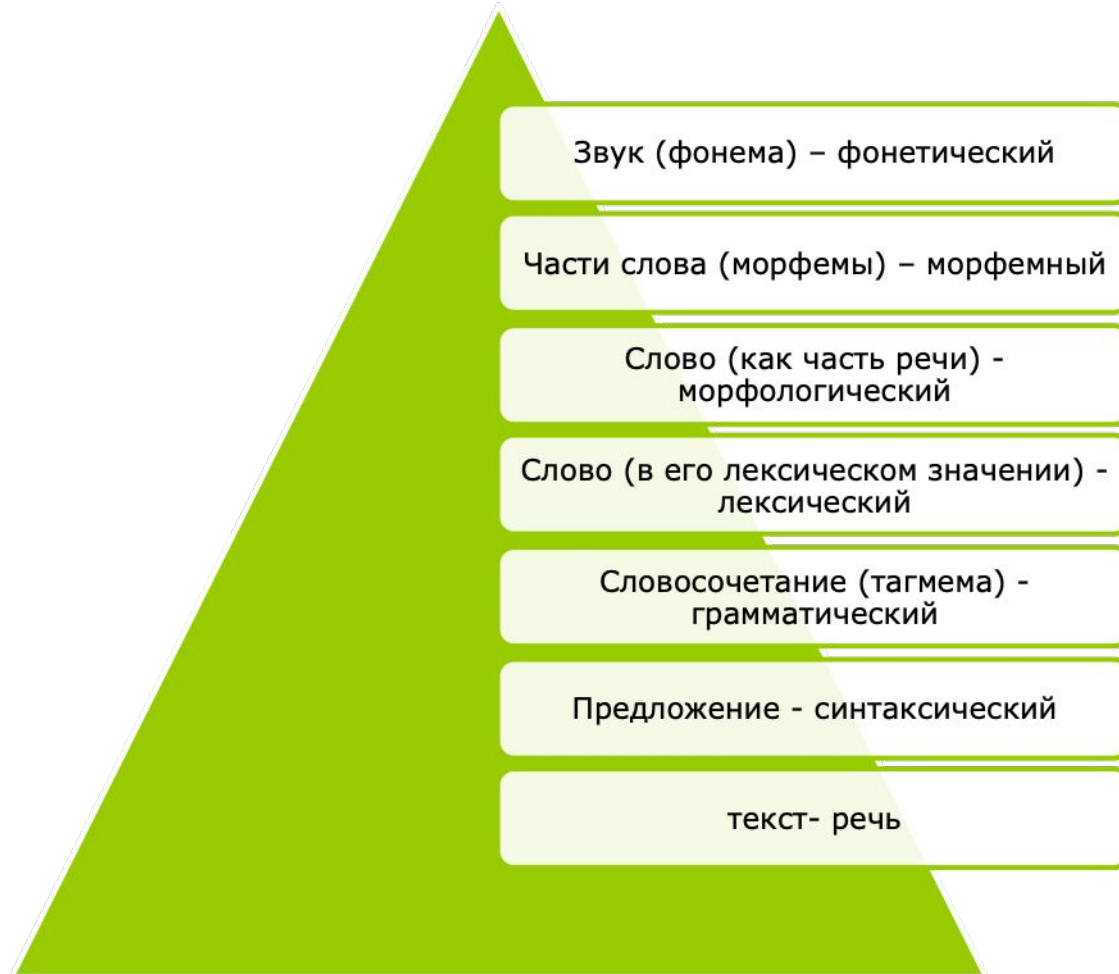 Звук (фонема) – фонетический
Части слова (морфемы) – морфемный
Слово (как часть речи) -
морфологический
Слово (в его лексическом значении) -
лексический
Словосочетание (тагмема) -
грамматический
Предложение - синтаксический
текст- речь